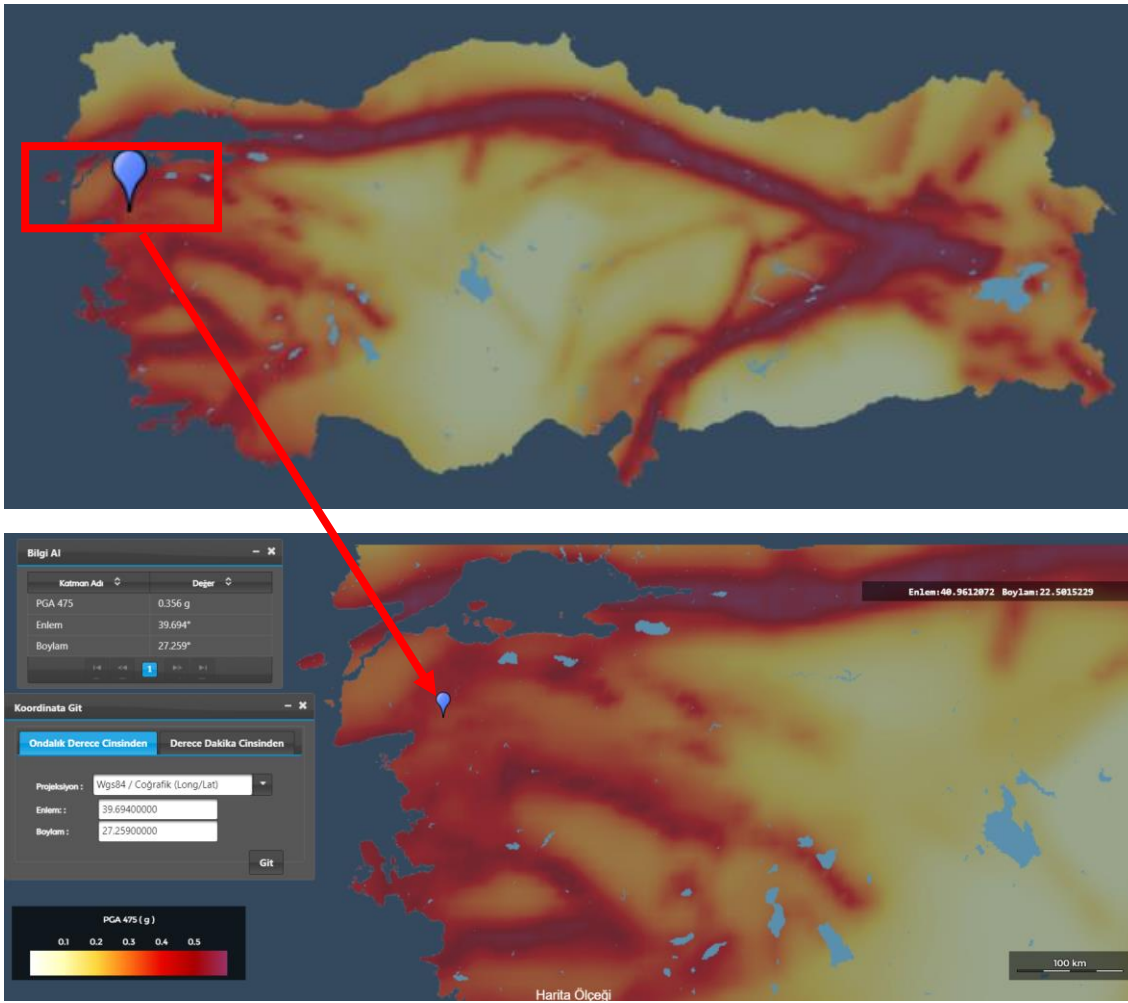 Bilgi Al
Katman Adı Değer
PGA 475 0.356 g
Enlem 39.694°
Boylam 27.259°
1
Enlem:40.9612072 Boylam:22.5015229
Koordinata Git
Ondalık Derece Cinsinden Derece Dakika Cinsinden
Projeksiyon : Wgs84 / Coğrafik (Long/Lat)
Enlem: : 39.69400000
Boylam : 27.25900000
Git
PGA 475 ( g )
0.1 0.2 0.3 0.4 0.5
100 km
Harita Ölçeği